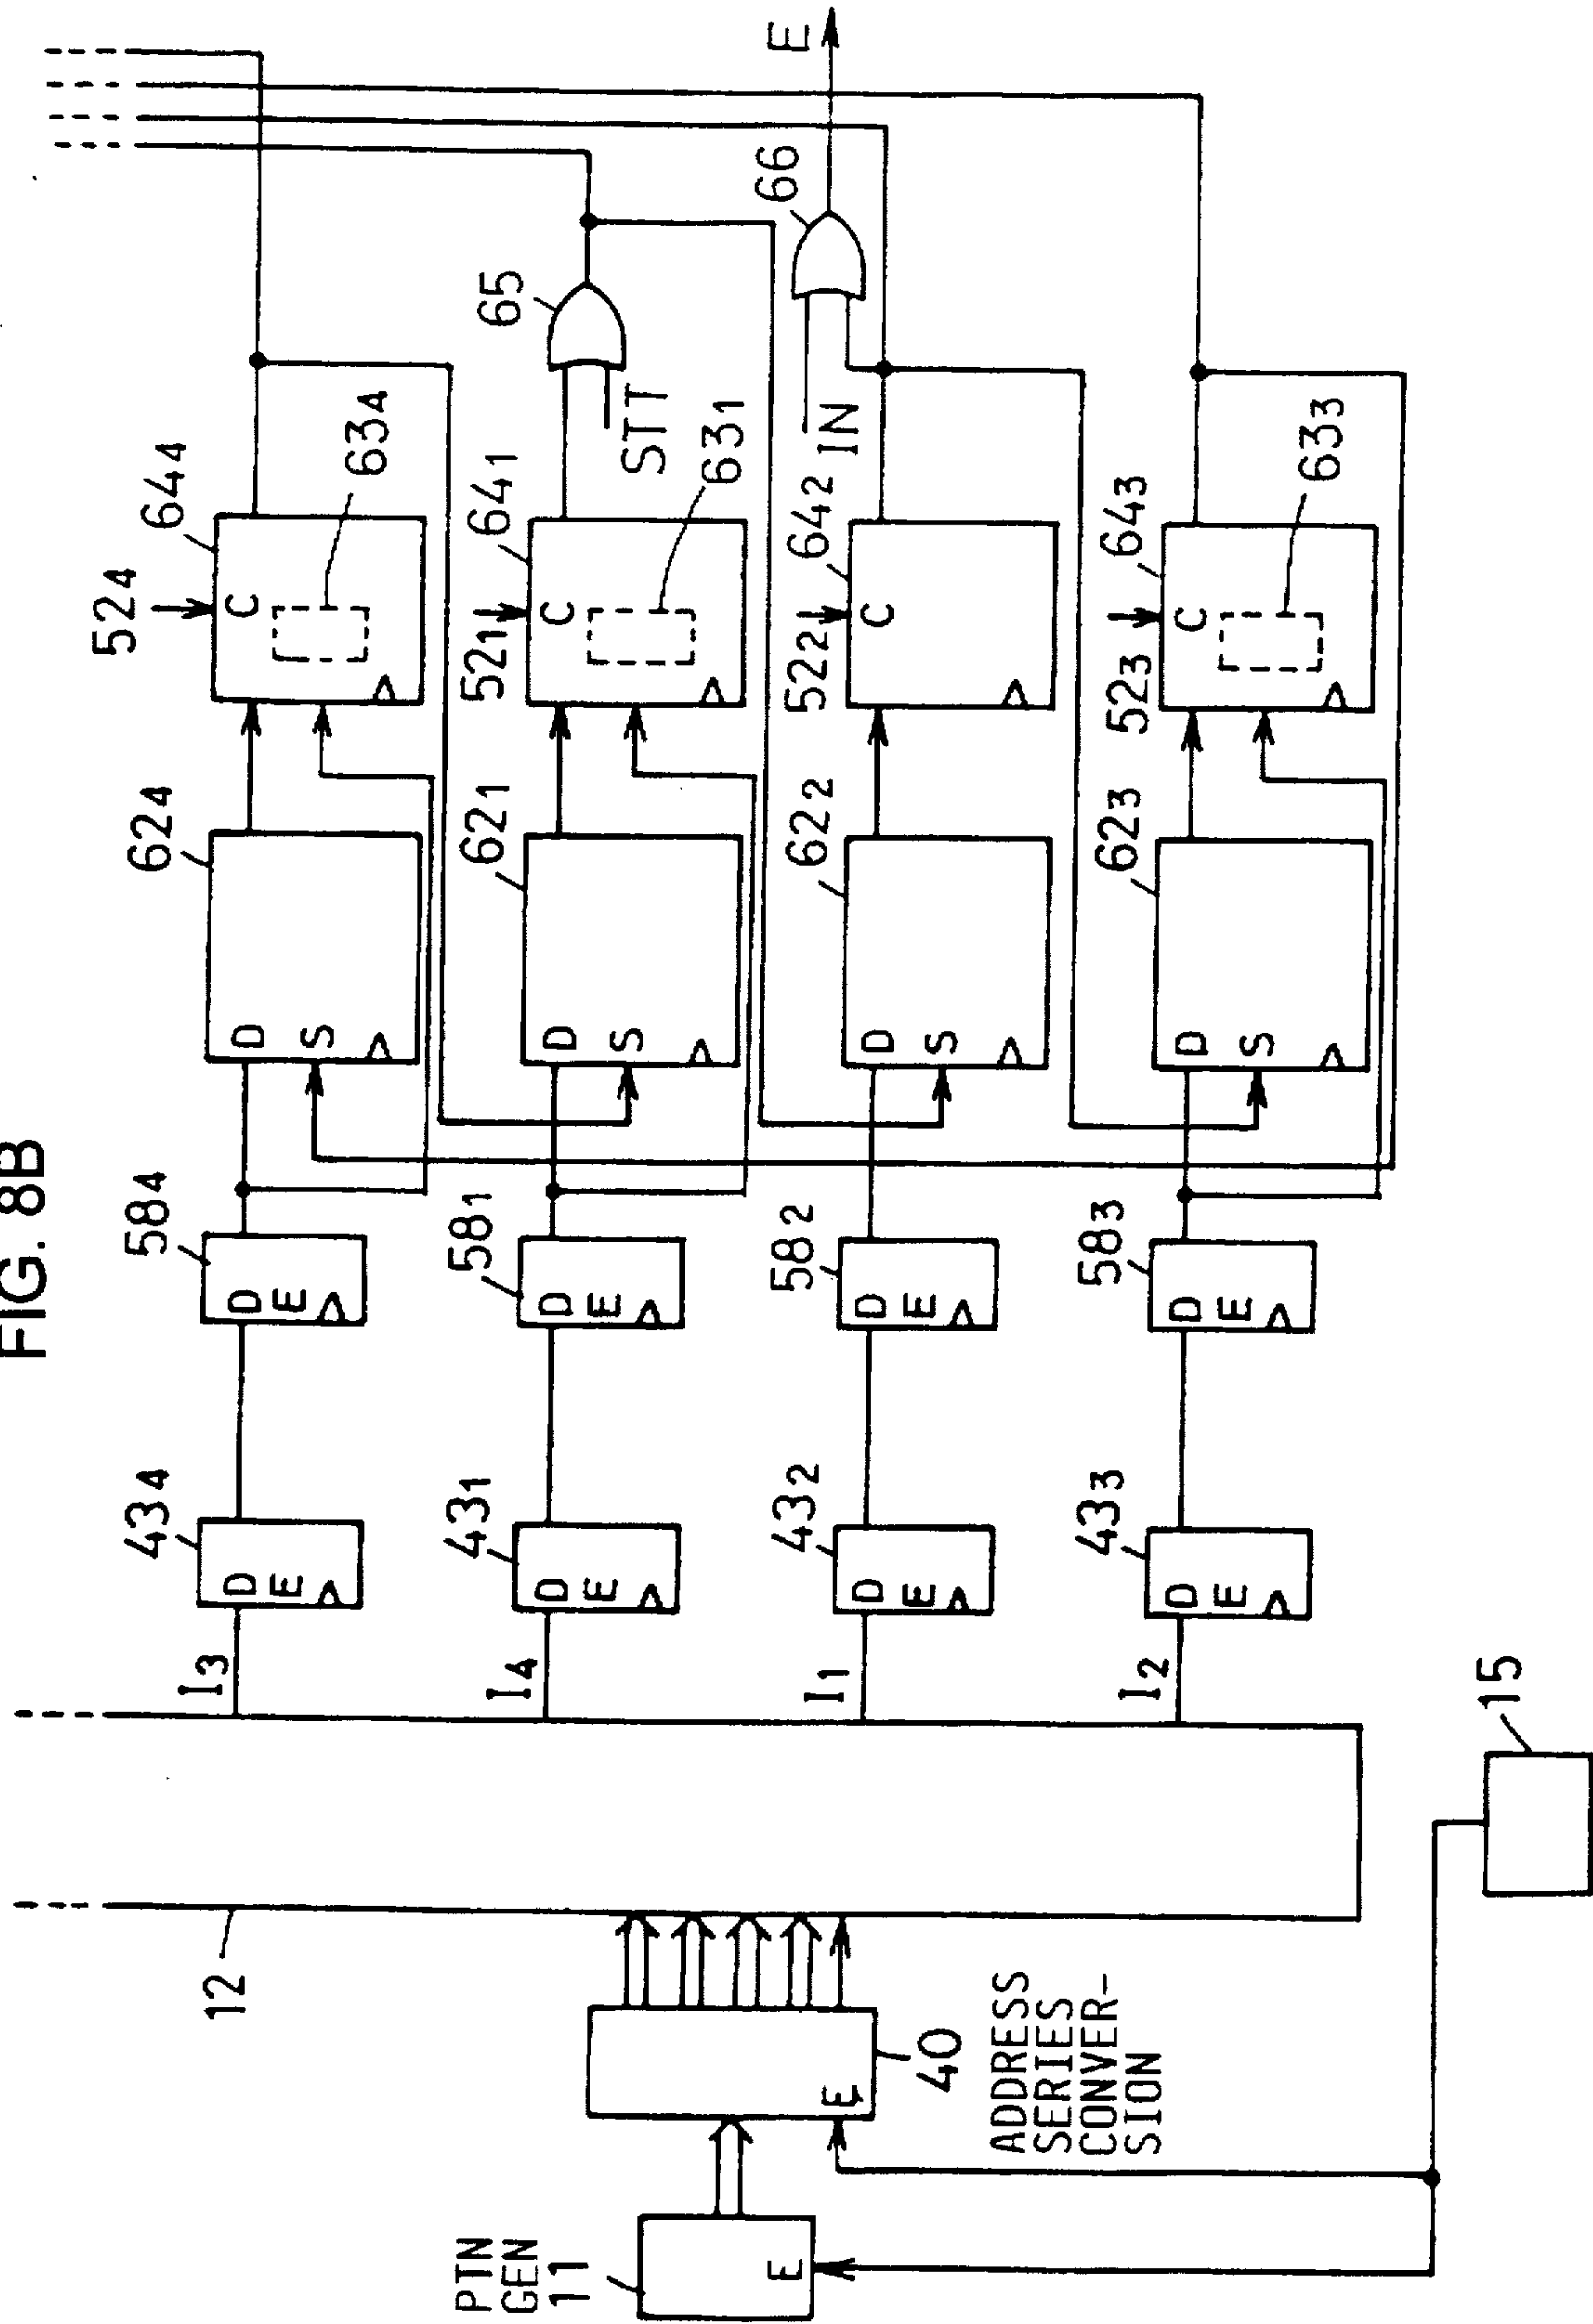 FIG. 8B
PTN
GEN
11
E
E
40
ADDRESS
SERIES
CONVER-
SION
12
15
I3
I4
I1
I2
434
D
E
431
D
E
432
D
E
433
D
E
584
D
E
581
D
E
582
D
E
583
D
E
624
D
S
621
D
S
622
D
S
623
D
S
524
644
C
634
521
641
C
631
522
642
C
523
643
C
633
65
STT
66
IN
E